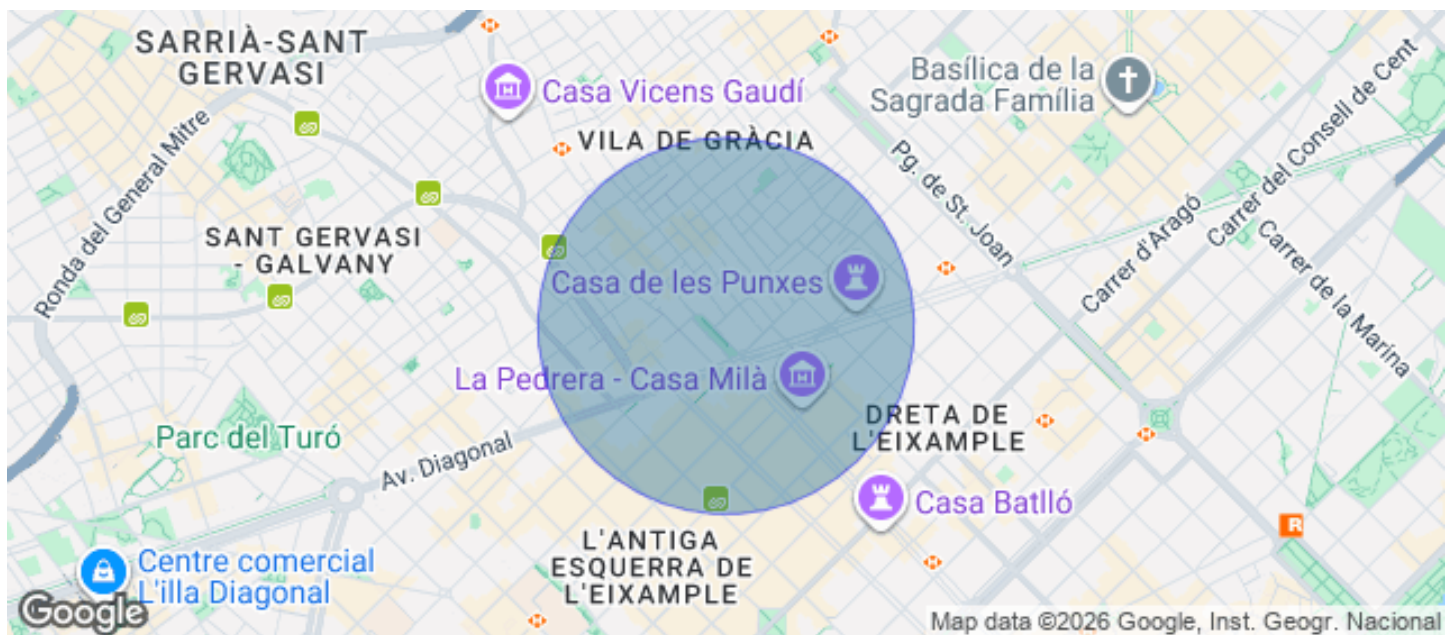 SARRIÀ-SANT
GERVASI
Casa Vicens Gaudí
Basílica de la
Sagrada Família
VILA DE GRÀCIA
Ronda del General Mitre
Pg. de St. Joan
Carrer d'Aragó
Carrer del Consell de Cent
Carrer de la Marina
SANT GERVASI
- GALVANY
Casa de les Punxes
La Pedrera - Casa Milà
DRETA DE
L'EIXAMPLE
Parc del Turó
Av. Diagonal
Casa Batlló
R
L'ANTIGA
ESQUERRA DE
L'EIXAMPLE
Centre comercial
L'illa Diagonal
Google
Map data ©2026 Google, Inst. Geogr. Nacional